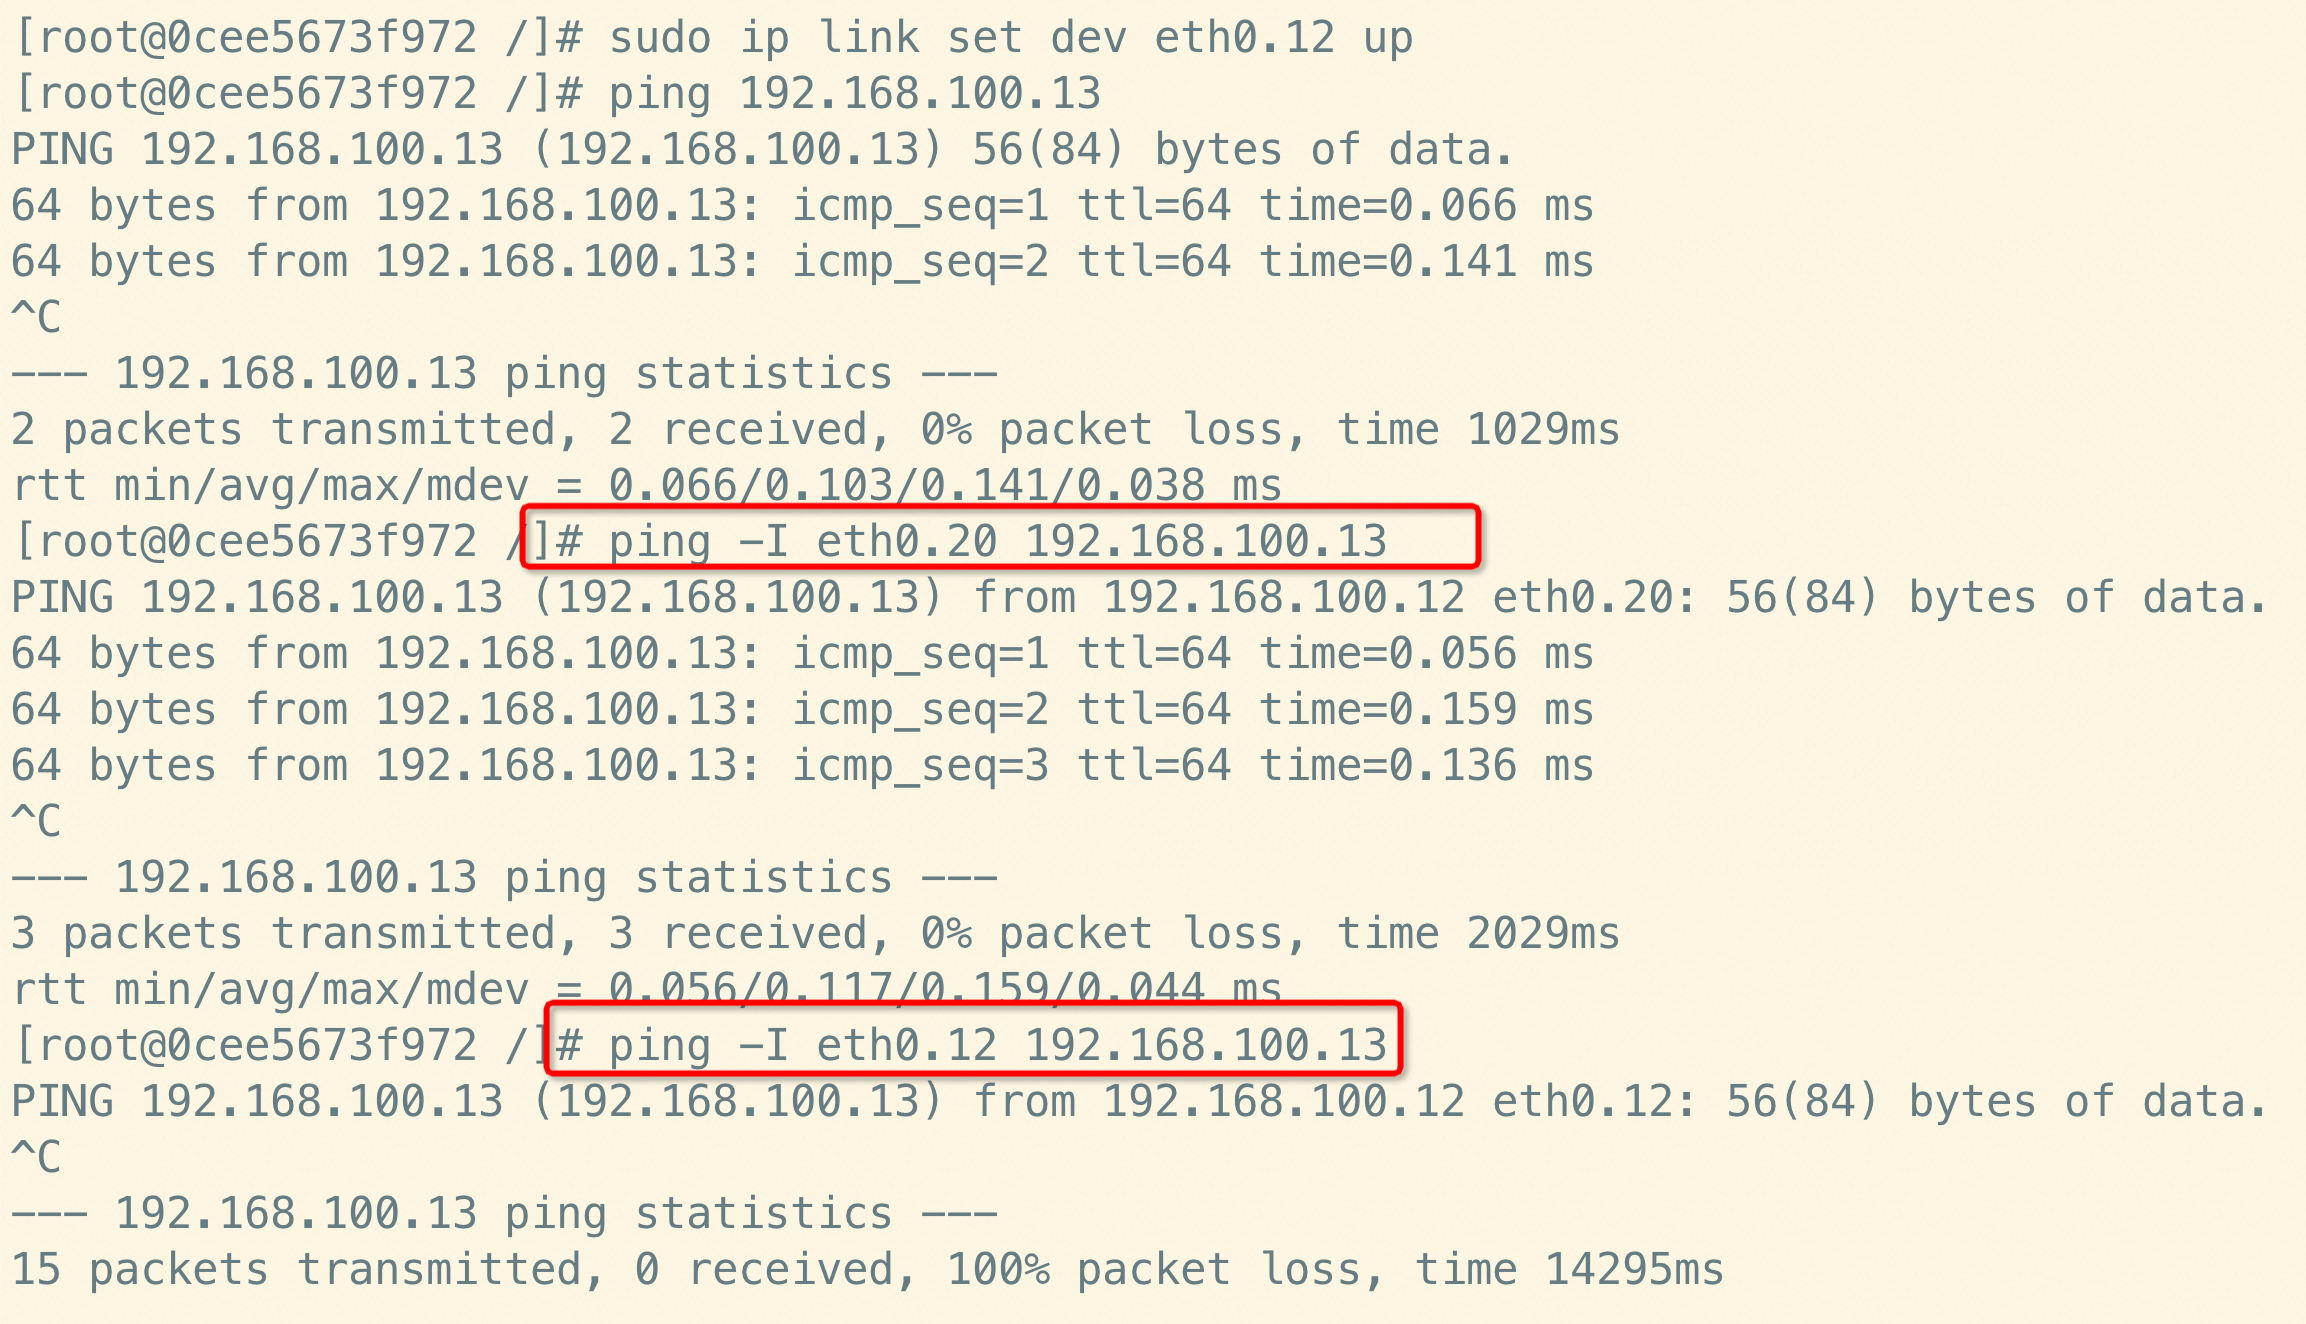 [root@0cee5673f972 /]# sudo ip link set dev eth0.12 up
[root@0cee5673f972 /]# ping 192.168.100.13
PING 192.168.100.13 (192.168.100.13) 56(84) bytes of data.
64 bytes from 192.168.100.13: icmp_seq=1 ttl=64 time=0.066 ms
64 bytes from 192.168.100.13: icmp_seq=2 ttl=64 time=0.141 ms
^C
--- 192.168.100.13 ping statistics ---
2 packets transmitted, 2 received, 0% packet loss, time 1029ms
rtt min/avg/max/mdev = 0.066/0.103/0.141/0.038 ms
[root@0cee5673f972 /]# ping -I eth0.20 192.168.100.13
PING 192.168.100.13 (192.168.100.13) from 192.168.100.12 eth0.20: 56(84) bytes of data.
64 bytes from 192.168.100.13: icmp_seq=1 ttl=64 time=0.056 ms
64 bytes from 192.168.100.13: icmp_seq=2 ttl=64 time=0.159 ms
64 bytes from 192.168.100.13: icmp_seq=3 ttl=64 time=0.136 ms
^C
--- 192.168.100.13 ping statistics ---
3 packets transmitted, 3 received, 0% packet loss, time 2029ms
rtt min/avg/max/mdev = 0.056/0.117/0.159/0.044 ms
[root@0cee5673f972 /]# ping -I eth0.12 192.168.100.13
PING 192.168.100.13 (192.168.100.13) from 192.168.100.12 eth0.12: 56(84) bytes of data.
^C
--- 192.168.100.13 ping statistics ---
15 packets transmitted, 0 received, 100% packet loss, time 14295ms